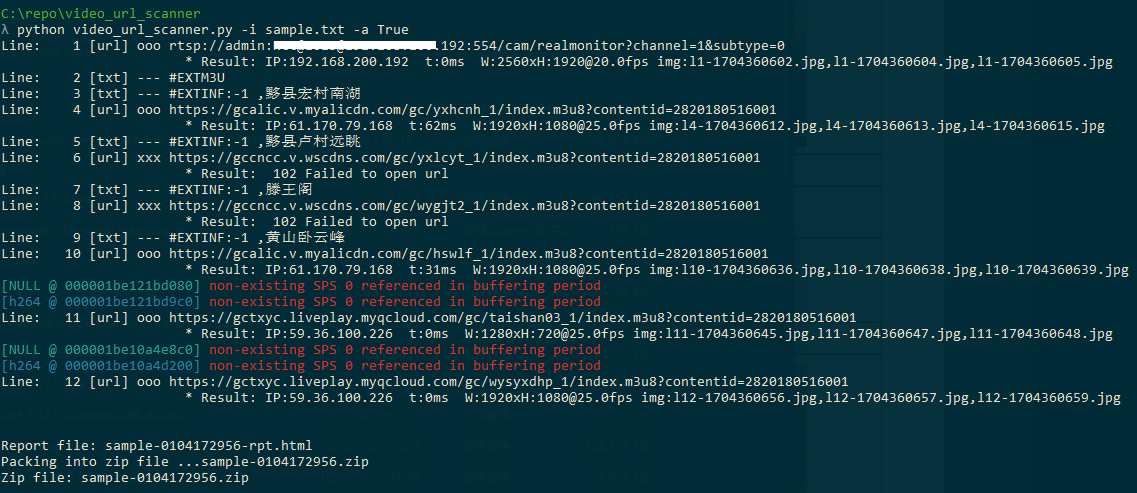 C:\repo\video_url_scanner
λ python video_url_scanner.py -i sample.txt -a True
Line:    1 [url] ooo rtsp://admin:.192:554/cam/realmonitor?channel=1&subtype=0
* Result: IP:192.168.200.192  t:0ms  W:2560xH:1920@20.0fps img:l1-1704360602.jpg,l1-1704360604.jpg,l1-1704360605.jpg
Line:    2 [txt] --- #EXTM3U
Line:    3 [txt] --- #EXTINF:-1 ,黟县宏村南湖
Line:    4 [url] ooo https://gcalic.v.myalicdn.com/gc/yxhcnh_1/index.m3u8?contentid=2820180516001
* Result: IP:61.170.79.168  t:62ms  W:1920xH:1080@25.0fps img:l4-1704360612.jpg,l4-1704360613.jpg,l4-1704360615.jpg
Line:    5 [txt] --- #EXTINF:-1 ,黟县卢村远眺
Line:    6 [url] xxx https://gccncc.v.wscdns.com/gc/yxlcyt_1/index.m3u8?contentid=2820180516001
* Result:  102 Failed to open url
Line:    7 [txt] --- #EXTINF:-1 ,滕王阁
Line:    8 [url] xxx https://gccncc.v.wscdns.com/gc/wygjt2_1/index.m3u8?contentid=2820180516001
* Result:  102 Failed to open url
Line:    9 [txt] --- #EXTINF:-1 ,黄山卧云峰
Line:   10 [url] ooo https://gcalic.v.myalicdn.com/gc/hswlf_1/index.m3u8?contentid=2820180516001
* Result: IP:61.170.79.168  t:31ms  W:1920xH:1080@25.0fps img:l10-1704360636.jpg,l10-1704360638.jpg,l10-1704360639.jpg
[NULL @ 000001be121bd080] non-existing SPS 0 referenced in buffering period
[h264 @ 000001be121bd9c0] non-existing SPS 0 referenced in buffering period
Line:   11 [url] ooo https://gctxyc.liveplay.myqcloud.com/gc/taishan03_1/index.m3u8?contentid=2820180516001
* Result: IP:59.36.100.226  t:0ms  W:1280xH:720@25.0fps img:l11-1704360645.jpg,l11-1704360647.jpg,l11-1704360648.jpg
[NULL @ 000001be10a4e8c0] non-existing SPS 0 referenced in buffering period
[h264 @ 000001be10a4d200] non-existing SPS 0 referenced in buffering period
Line:   12 [url] ooo https://gctxyc.liveplay.myqcloud.com/gc/wysyxdhp_1/index.m3u8?contentid=2820180516001
* Result: IP:59.36.100.226  t:0ms  W:1920xH:1080@25.0fps img:l12-1704360656.jpg,l12-1704360657.jpg,l12-1704360659.jpg
Report file: sample-0104172956-rpt.html
Packing into zip file ...sample-0104172956.zip
Zip file: sample-0104172956.zip